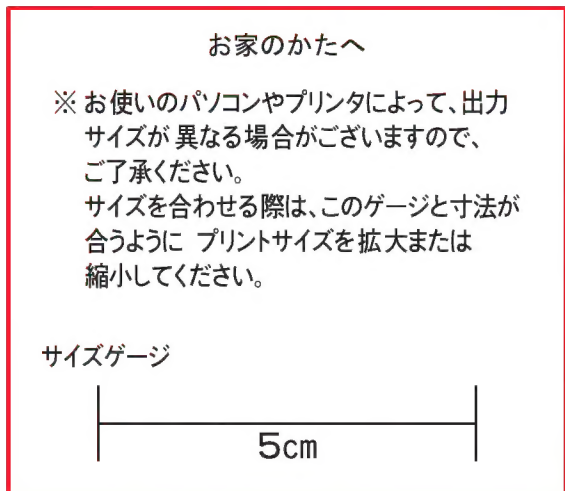 お家のかたへ
※ お使いのパソコンやプリンタによって、出力
サイズが 異なる場合がございますので、
ご了承ください。
サイズを合わせる際は、このゲージと寸法が
合うように プリントサイズを拡大または
縮小してください。
サイズゲージ
5cm